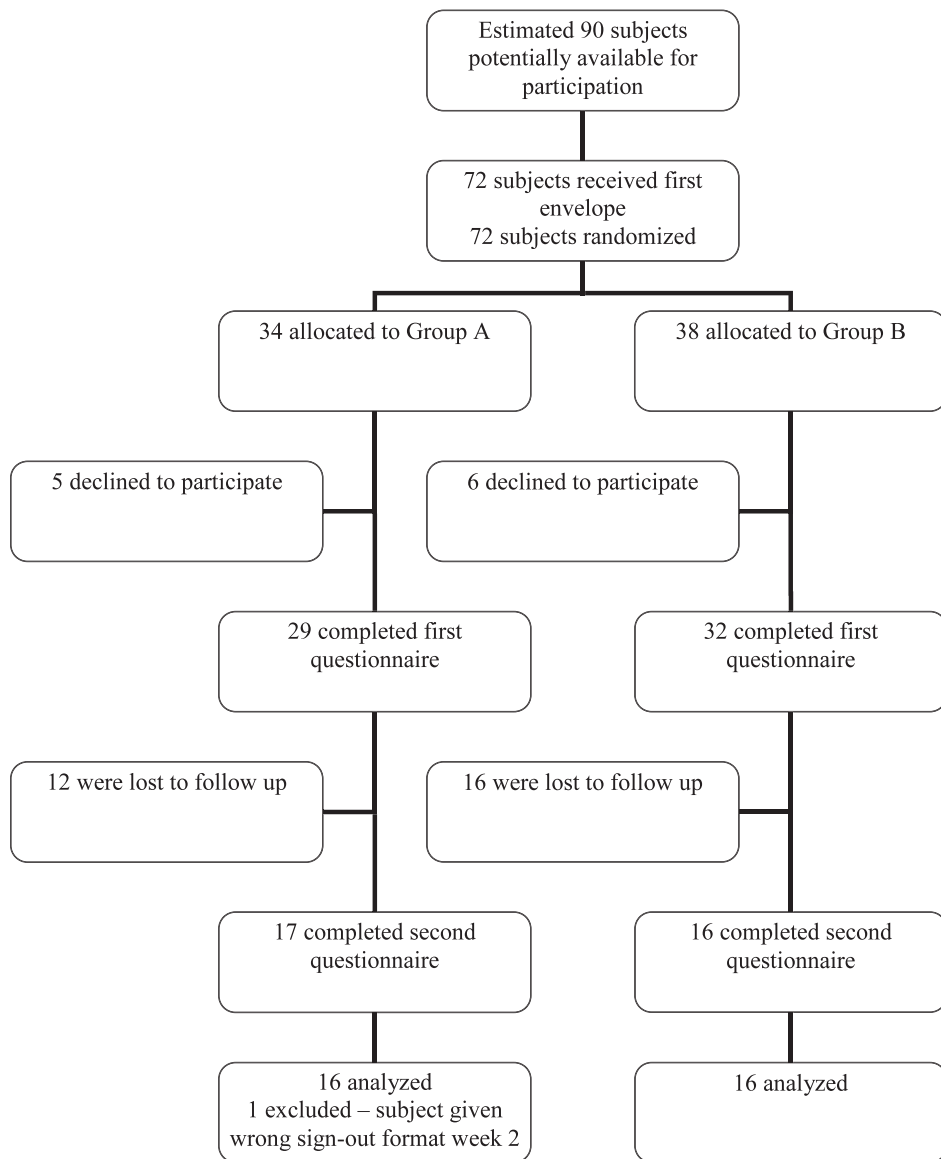 Estimated 90 subjects
potentially available for
participation
72 subjects received first
envelope
72 subjects randomized
34 allocated to Group A
38 allocated to Group B
5 declined to participate
6 declined to participate
29 completed first
questionnaire
32 completed first
questionnaire
12 were lost to follow up
16 were lost to follow up
17 completed second
questionnaire
16 completed second
questionnaire
16 analyzed
1 excluded – subject given
wrong sign-out format week 2
16 analyzed